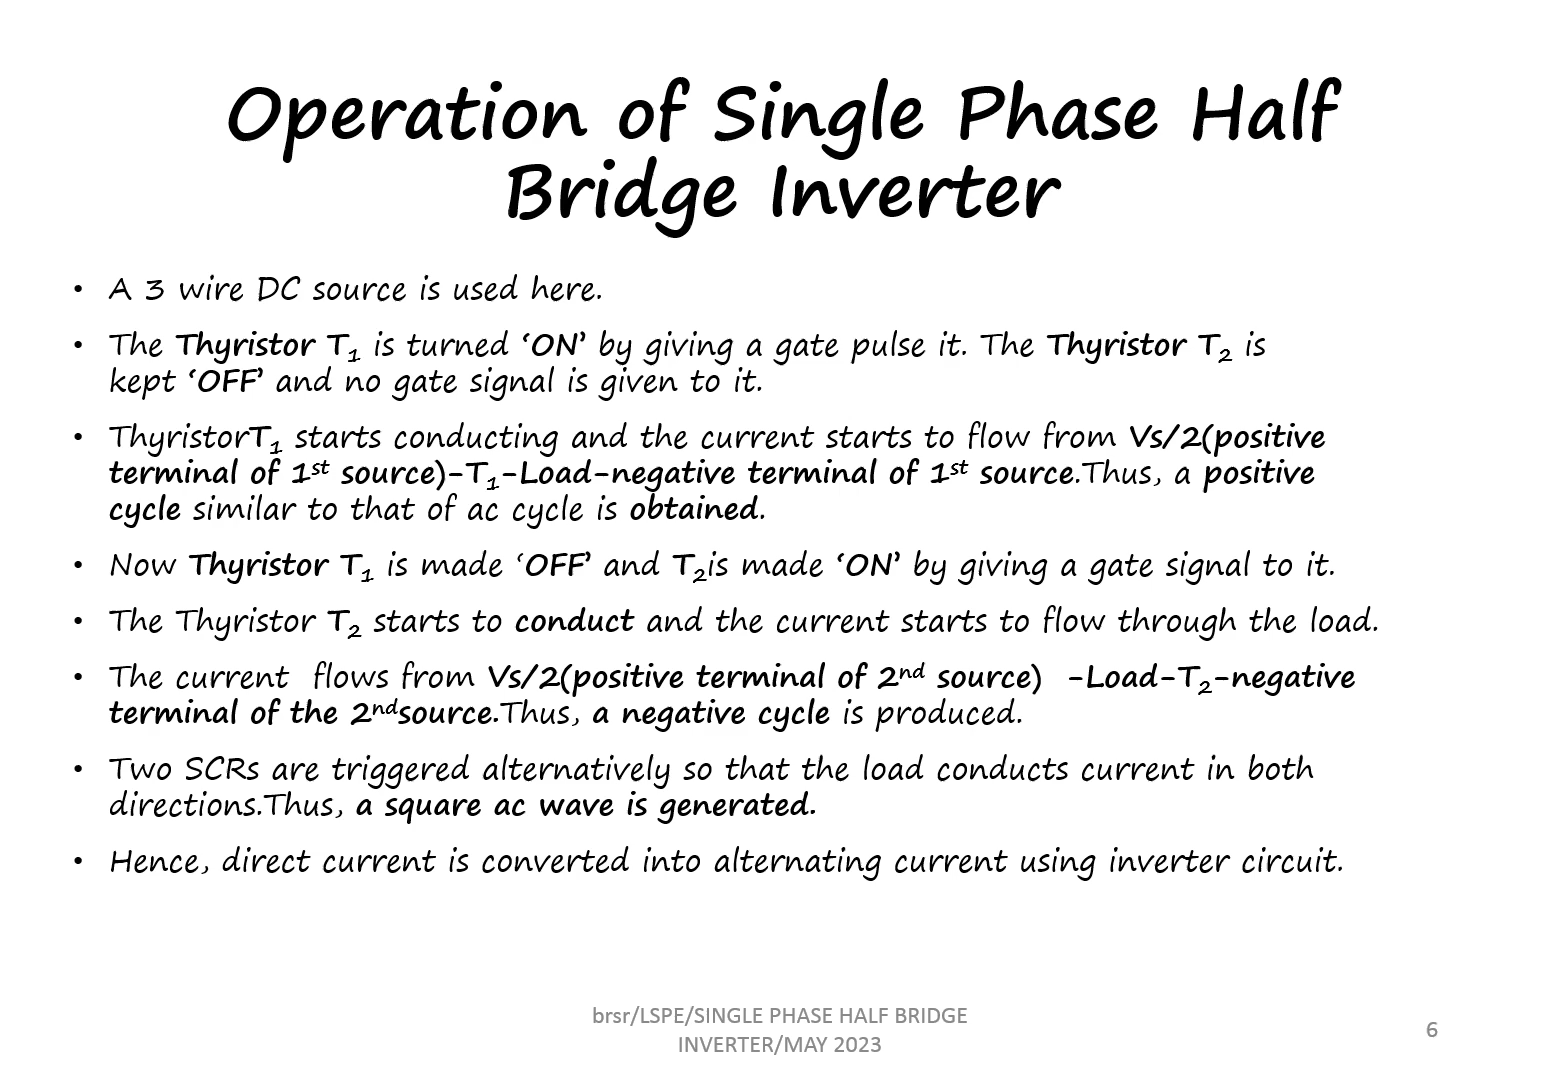 Operation of Single Phase Half
Bridge Inverter
• A 3 wire DC source is used here.
• The Thyristor T₁ is turned ‘ON’ by giving a gate pulse it. The Thyristor T₂ is
kept ‘OFF’ and no gate signal is given to it.
• ThyristorT₁ starts conducting and the current starts to flow from Vs/2(positive
terminal of 1ˢᵗ source)-T₁-Load-negative terminal of 1ˢᵗ source.Thus, a positive
cycle similar to that of ac cycle is obtained.
• Now Thyristor T₁ is made ‘OFF’ and T₂is made ‘ON’ by giving a gate signal to it.
• The Thyristor T₂ starts to conduct and the current starts to flow through the load.
• The current  flows from Vs/2(positive terminal of 2ⁿᵈ source)  -Load-T₂-negative
terminal of the 2ⁿᵈsource.Thus, a negative cycle is produced.
• Two SCRs are triggered alternatively so that the load conducts current in both
directions.Thus, a square ac wave is generated.
• Hence, direct current is converted into alternating current using inverter circuit.
brsr/LSPE/SINGLE PHASE HALF BRIDGE
INVERTER/MAY 2023
6